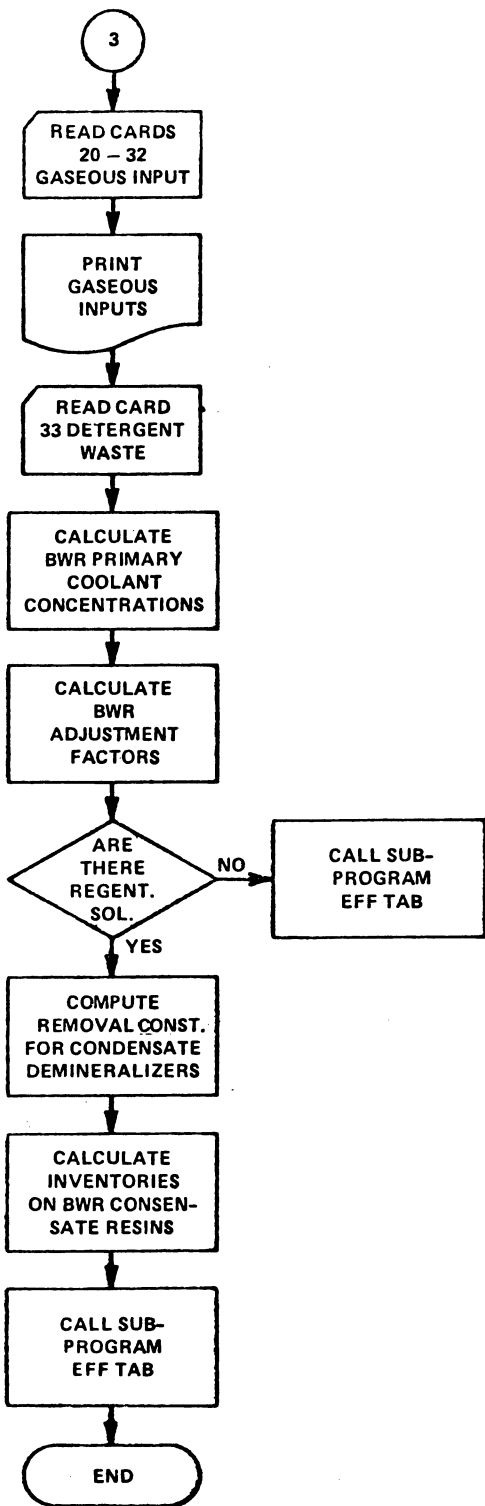 3
READ CARDS
20 – 32
GASEOUS INPUT
PRINT
GASEOUS
INPUTS
READ CARD
33 DETERGENT
WASTE
CALCULATE
BWR PRIMARY
COOLANT
CONCENTRATIONS
CALCULATE
BWR
ADJUSTMENT
FACTORS
ARE
THERE
REGENT.
SOL.
NO
CALL SUB-
PROGRAM
EFF TAB
YES
COMPUTE
REMOVAL CONST.
FOR CONDENSATE
DEMINERALIZERS
CALCULATE
INVENTORIES
ON BWR CONSEN-
SATE RESINS
CALL SUB-
PROGRAM
EFF TAB
END